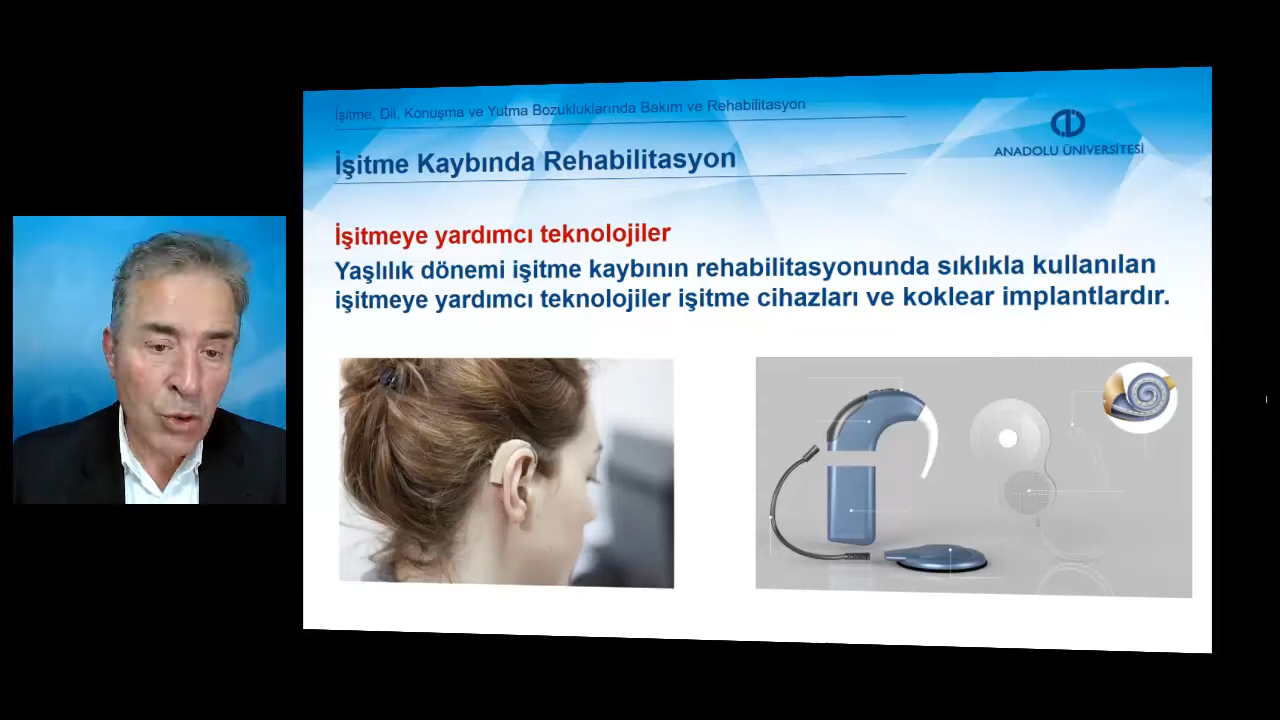 İşitme, Dil, Konuşma ve Yutma Bozukluklarında Bakım ve Rehabilitasyon
ANADOLU ÜNİVERSİTESİ
İşitme Kaybında Rehabilitasyon
İşitmeye yardımcı teknolojiler
Yaşlılık dönemi işitme kaybının rehabilitasyonunda sıklıkla kullanılan
işitmeye yardımcı teknolojiler işitme cihazları ve koklear implantlardır.